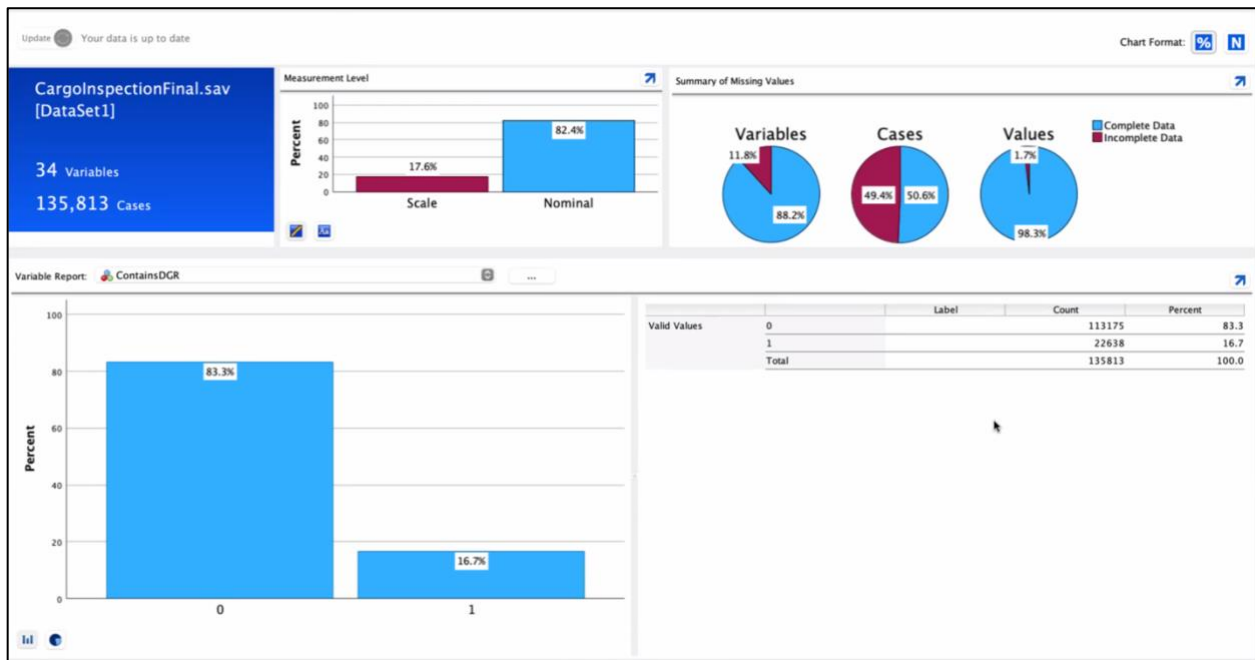 Update Your data is up to date
Chart Format: % N
CargoInspectionFinal.sav
[DataSet1]
34 Variables
135,813 Cases
Measurement Level
Percent
100
80
60
40
20
0
17.6%
82.4%
Scale Nominal
Summary of Missing Values
Variables Cases Values
Complete Data
Incomplete Data
11.8%
88.2%
49.4% 50.6%
1.7%
98.3%
Variable Report: ContainsDGR
...
Percent
100
80
60
40
20
0
83.3%
16.7%
0 1
Label Count Percent
Valid Values 0 113175 83.3
1 22638 16.7
Total 135813 100.0